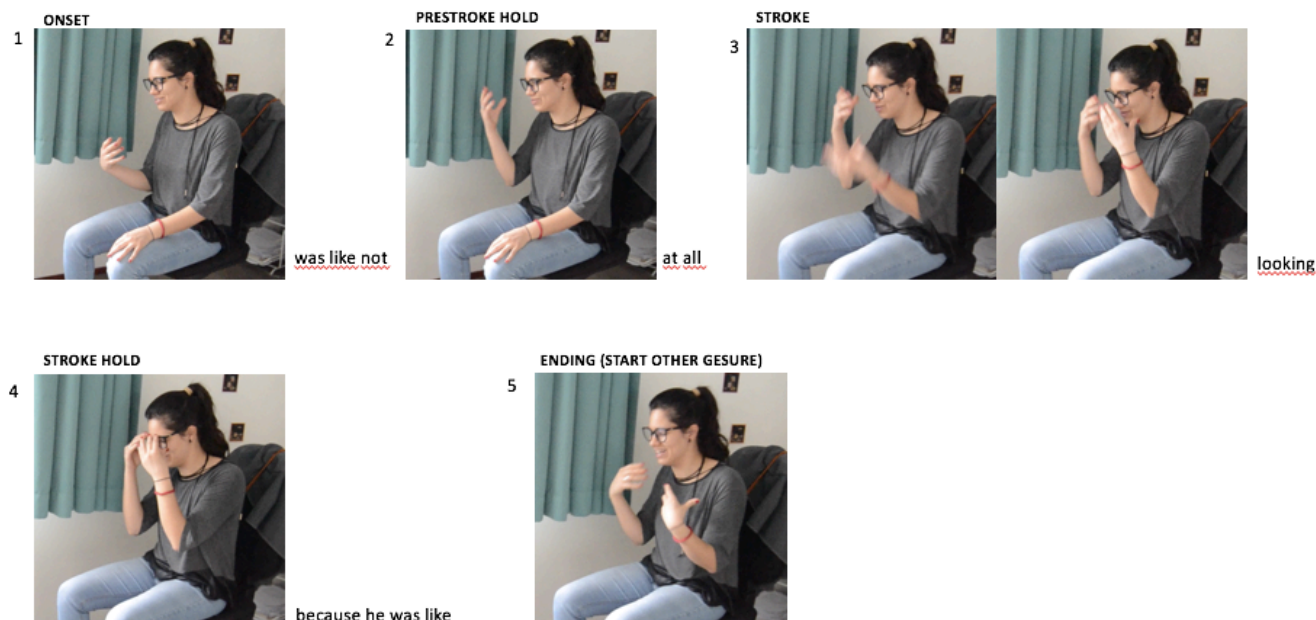 ONSET
1
was like not
PRESTROKE HOLD
2
at all
STROKE
3
looking
STROKE HOLD
4
because he was like
ENDING (START OTHER GESURE)
5